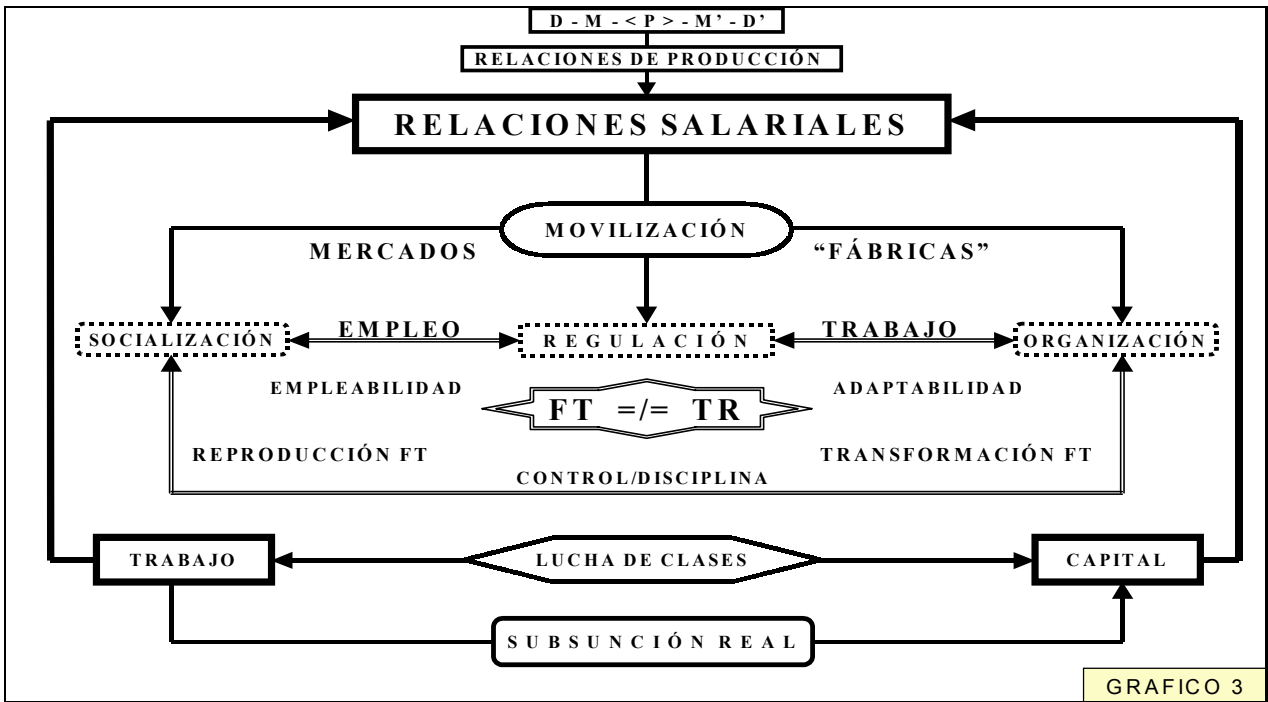 D - M - < P > - M’ - D’
RELACIONES DE PRODUCCIÓN
RELACIONES SALARIALES
MOVILIZACIÓN
MERCADOS
“FÁBRICAS”
SOCIALIZACIÓN
EMPLEO
REGULACIÓN
TRABAJO
ORGANIZACIÓN
EMPLEABILIDAD
ADAPTABILIDAD
FT =/= TR
REPRODUCCIÓN FT
TRANSFORMACIÓN FT
CONTROL/DISCIPLINA
TRABAJO
LUCHA DE CLASES
CAPITAL
SUBSUNCIÓN REAL
GRAFICO 3